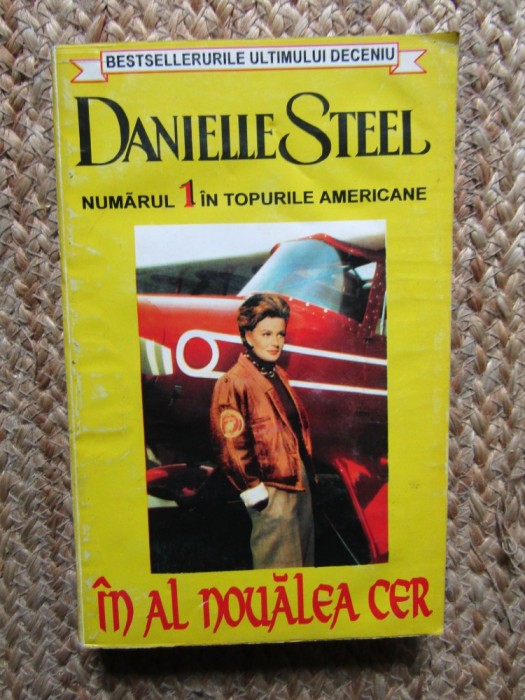 BESTSELLERURILE ULTIMULUI DECENIU
DANIELLE STEEL
NUMĂRUL 1 ÎN TOPURILE AMERICANE
ÎN AL NOUĂLEA CER